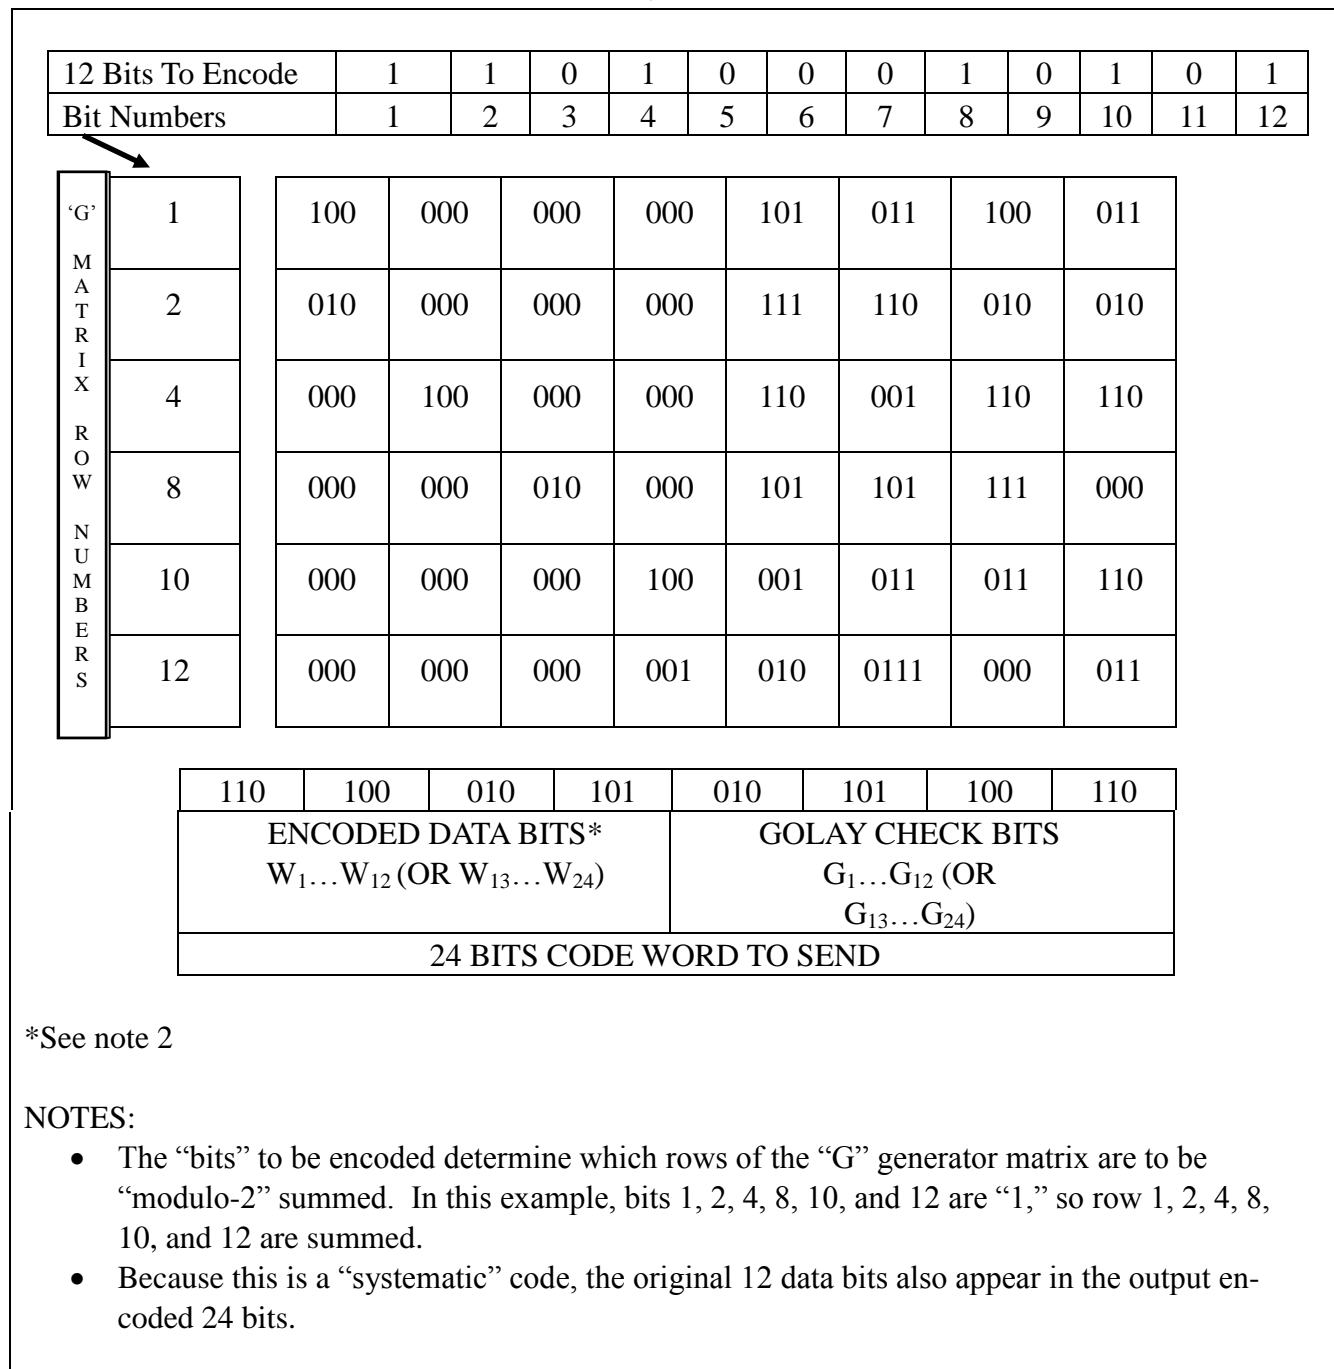 12 Bits To Encode 1 1 0 1 0 0 0 1 0 1 0 1
Bit Numbers 1 2 3 4 5 6 7 8 9 10 11 12
‘G’ MATRIX ROW NUMBERS
1 100 000 000 000 101 011 100 011
2 010 000 000 000 111 110 010 010
4 000 100 000 000 110 001 110 110
8 000 000 010 000 101 101 111 000
10 000 000 000 100 001 011 011 110
12 000 000 000 001 010 0111 000 011
110 100 010 101 010 101 100 110
ENCODED DATA BITS* GOLAY CHECK BITS
W1…W12 (OR W13…W24) G1…G12 (OR
G13…G24)
24 BITS CODE WORD TO SEND
*See note 2
NOTES:
• The “bits” to be encoded determine which rows of the “G” generator matrix are to be
“modulo-2” summed. In this example, bits 1, 2, 4, 8, 10, and 12 are “1,” so row 1, 2, 4, 8,
10, and 12 are summed.
• Because this is a “systematic” code, the original 12 data bits also appear in the output en-
coded 24 bits.